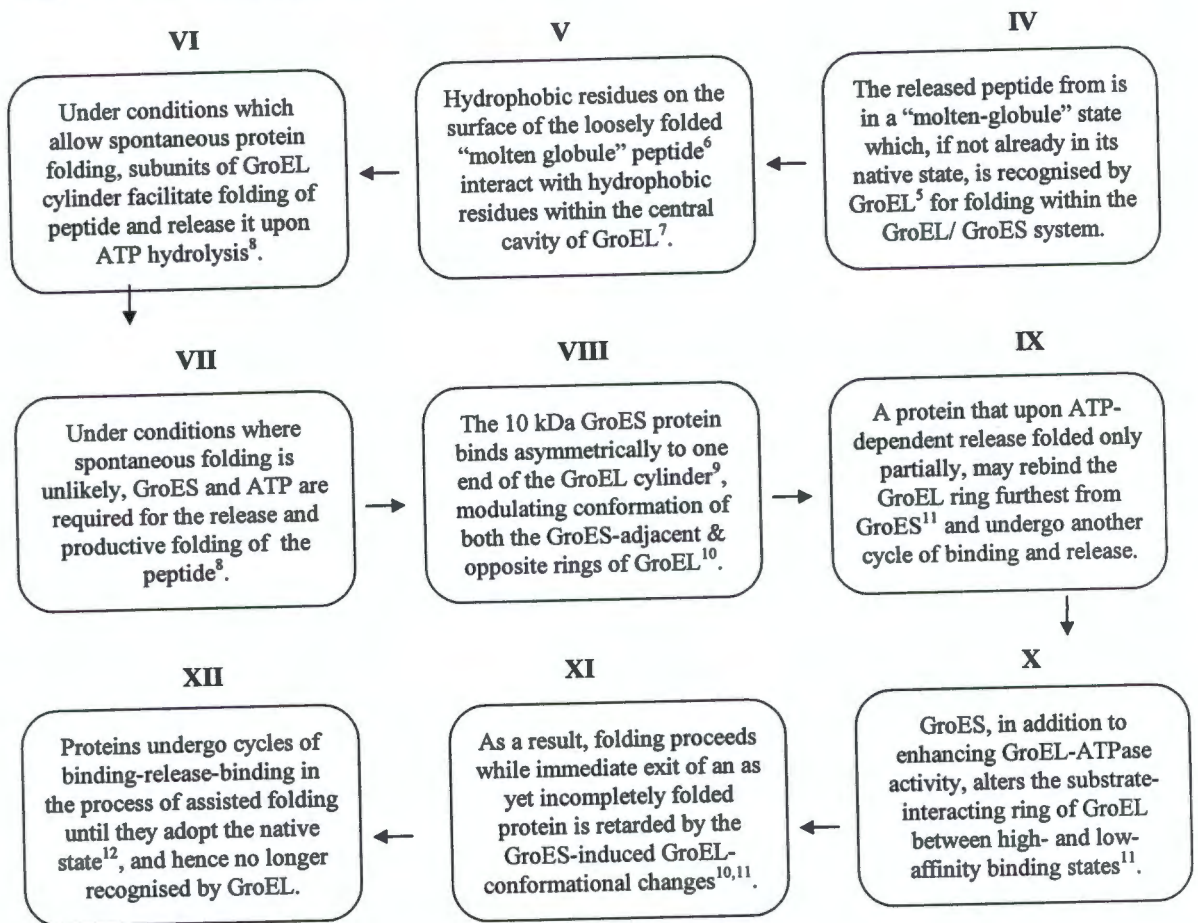 IV
The released peptide from is
in a “molten-globule” state
which, if not already in its
native state, is recognised by
GroEL5 for folding within the
GroEL/ GroES system.
V
Hydrophobic residues on the
surface of the loosely folded
“molten globule” peptide6
interact with hydrophobic
residues within the central
cavity of GroEL7.
VI
Under conditions which
allow spontaneous protein
folding, subunits of GroEL
cylinder facilitate folding of
peptide and release it upon
ATP hydrolysis8.
VII
Under conditions where
spontaneous folding is
unlikely, GroES and ATP are
required for the release and
productive folding of the
peptide8.
VIII
The 10 kDa GroES protein
binds asymmetrically to one
end of the GroEL cylinder9,
modulating conformation of
both the GroES-adjacent &
opposite rings of GroEL10.
IX
A protein that upon ATP-
dependent release folded only
partially, may rebind the
GroEL ring furthest from
GroES11 and undergo another
cycle of binding and release.
X
GroES, in addition to
enhancing GroEL-ATPase
activity, alters the substrate-
interacting ring of GroEL
between high- and low-
affinity binding states11.
XI
As a result, folding proceeds
while immediate exit of an as
yet incompletely folded
protein is retarded by the
GroES-induced GroEL-
conformational changes10,11.
XII
Proteins undergo cycles of
binding-release-binding in
the process of assisted folding
until they adopt the native
state12, and hence no longer
recognised by GroEL.